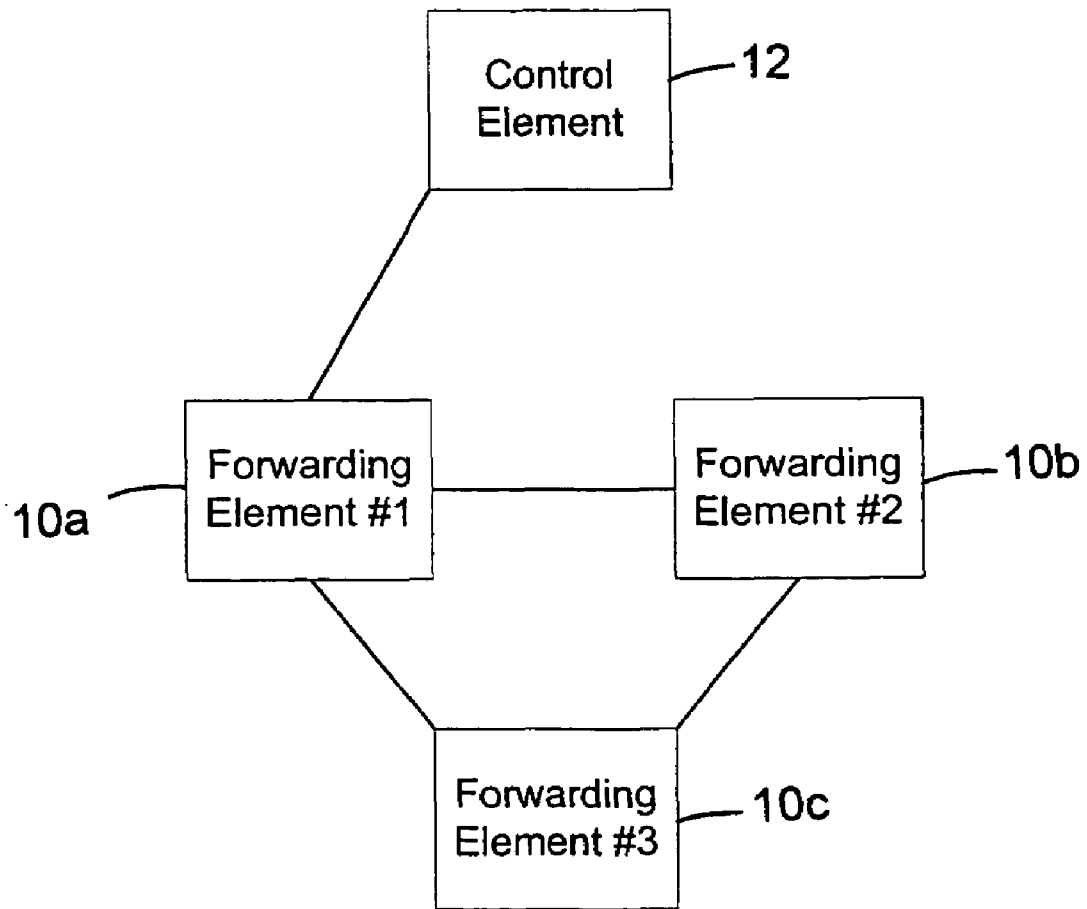 Control
Element
12
Forwarding
Element #1
10a
Forwarding
Element #2
10b
Forwarding
Element #3
10c